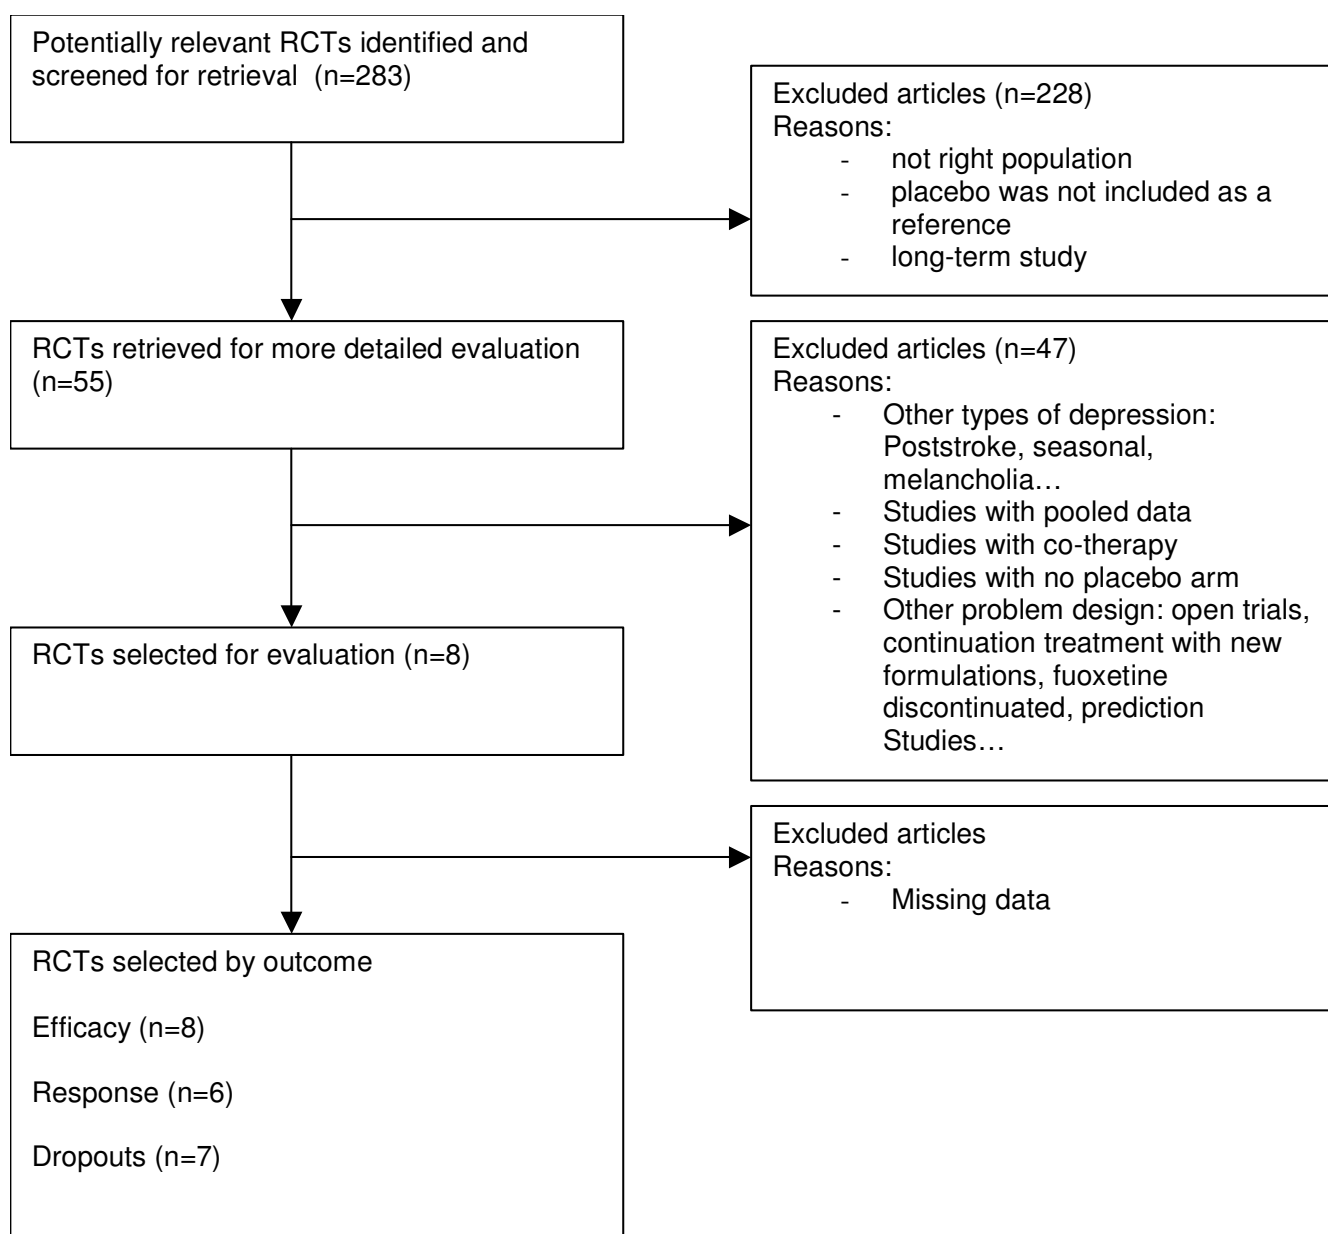 Potentially relevant RCTs identified and
screened for retrieval  (n=283)
Excluded articles (n=228)
Reasons:
- not right population
- placebo was not included as a
reference
- long-term study
RCTs retrieved for more detailed evaluation
(n=55)
Excluded articles (n=47)
Reasons:
- Other types of depression:
Poststroke, seasonal,
melancholia…
- Studies with pooled data
- Studies with co-therapy
- Studies with no placebo arm
- Other problem design: open trials,
continuation treatment with new
formulations, fuoxetine
discontinuated, prediction
Studies…
RCTs selected for evaluation (n=8)
Excluded articles
Reasons:
- Missing data
RCTs selected by outcome
Efficacy (n=8)
Response (n=6)
Dropouts (n=7)